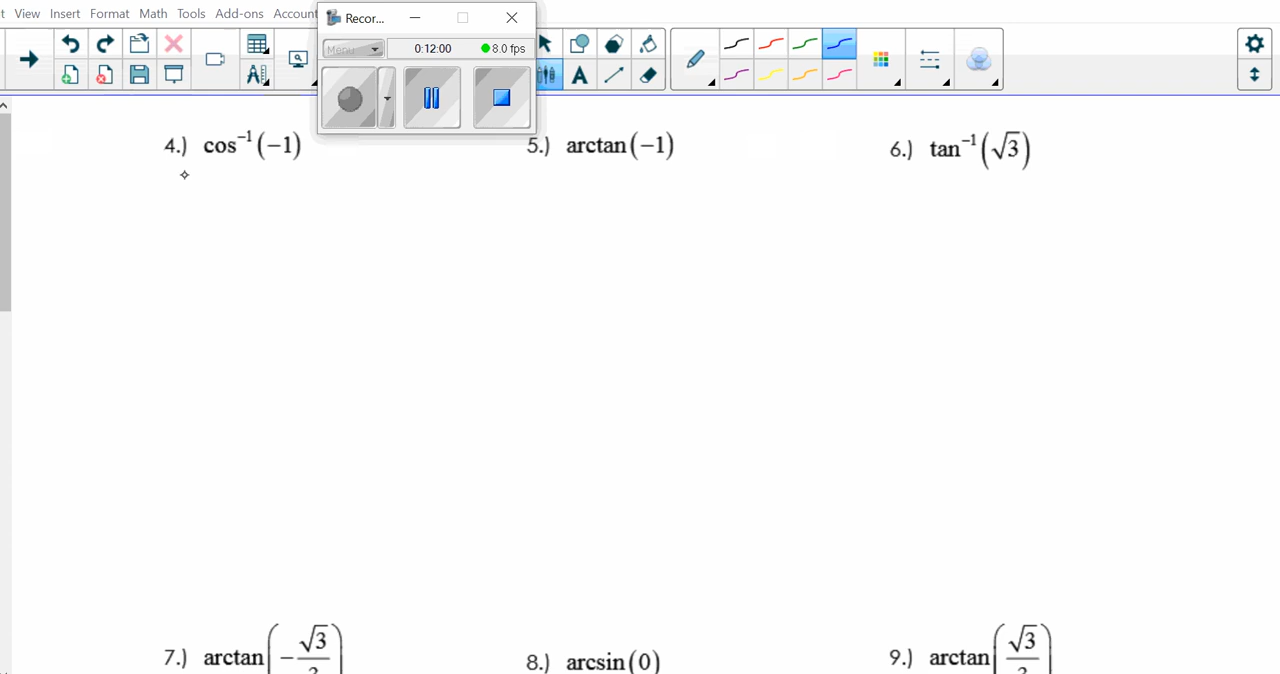 t View Insert Format Math Tools Add-ons Account
Recor...
Menu 0:12:00 8.0 fps
4.) cos⁻¹(−1)
5.) arctan(−1)
6.) tan⁻¹(√3)
7.) arctan(−√3/
8.) arcsin(0)
9.) arctan(√3/